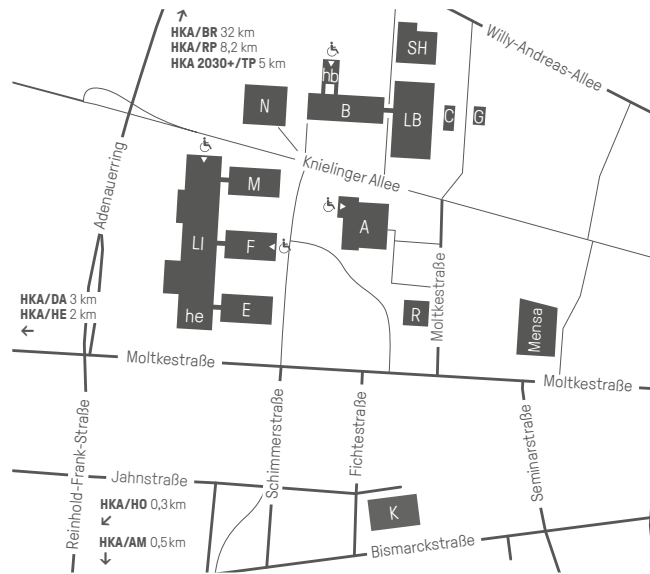 HKA/BR 32 km
HKA/RP 8,2 km
HKA 2030+/TP 5 km
Willy-Andreas-Allee
SH
hb
N
B
LB
C
G
Knielinger Allee
Adenauerring
M
A
LI
F
HKA/DA 3 km
HKA/HE 2 km
he
E
R
Moltkestraße
Mensa
Moltkestraße
Moltkestraße
Reinhold-Frank-Straße
Schimmerstraße
Fichtestraße
Seminarstraße
Jahnstraße
HKA/HO 0,3 km
K
HKA/AM 0,5 km
Bismarckstraße